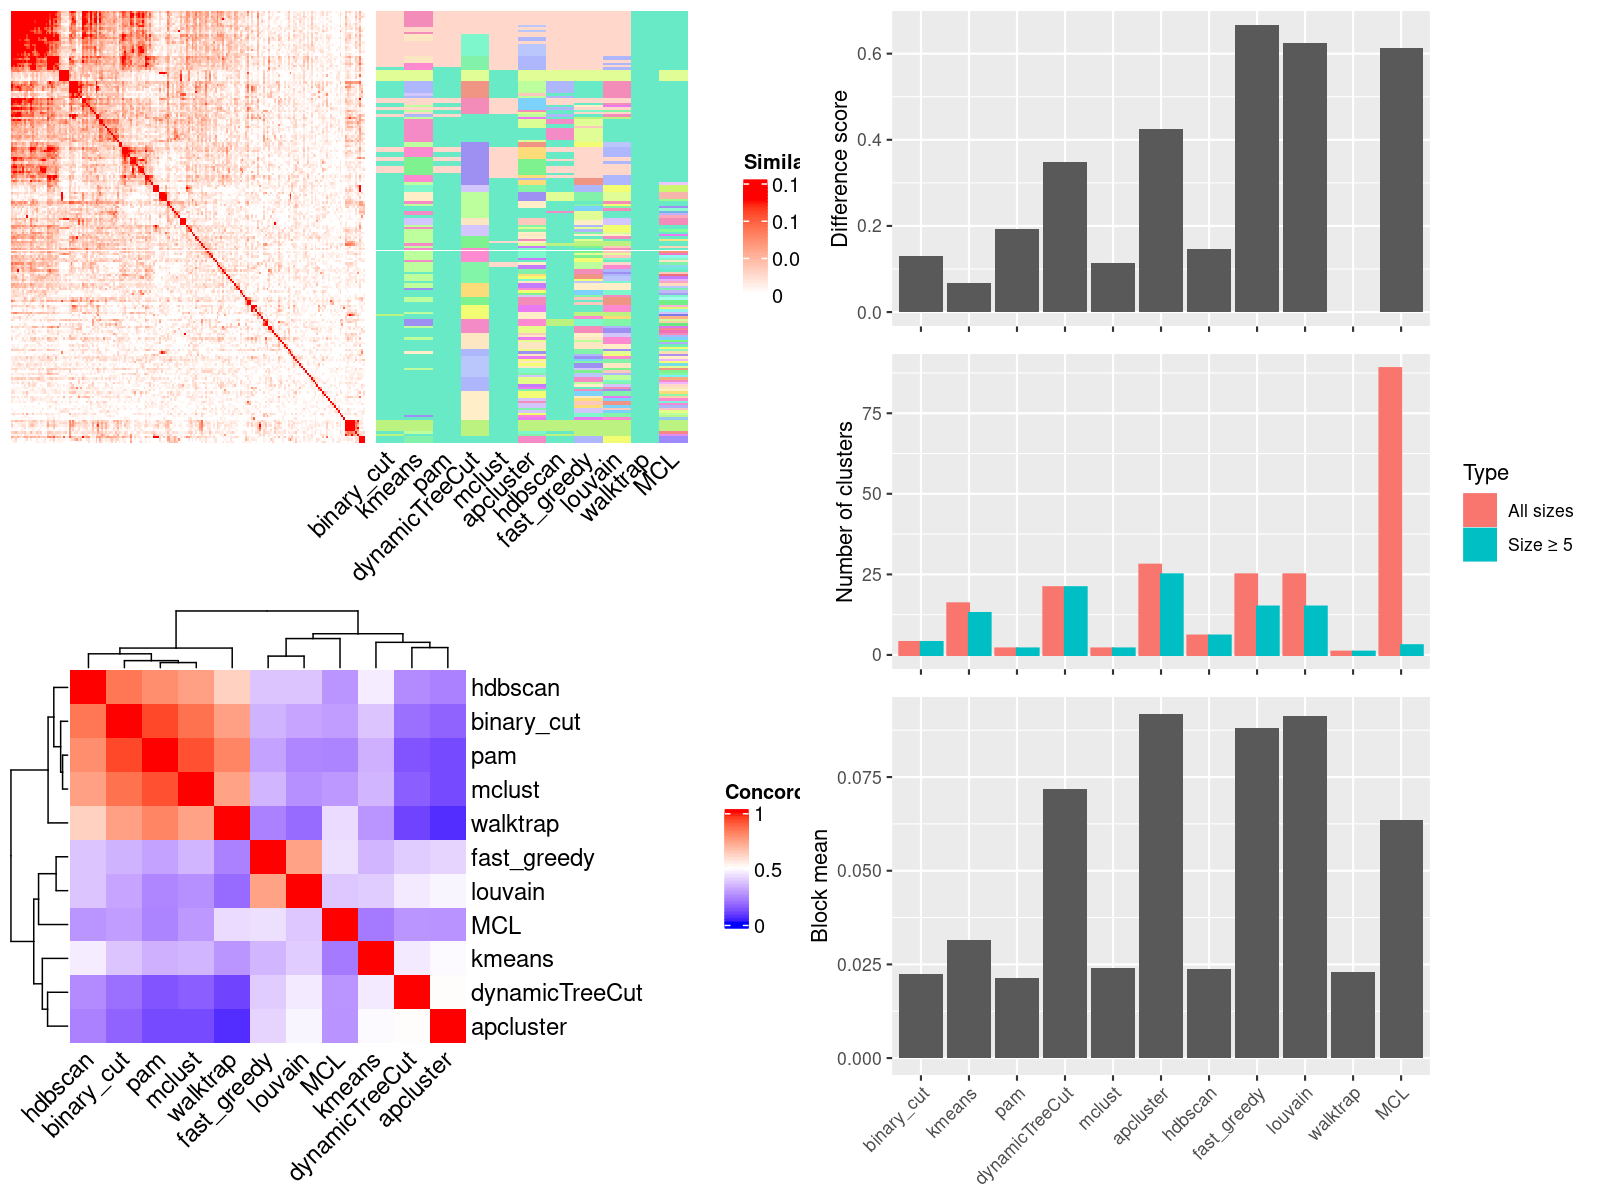 Simila
0.1
0.1
0.0
0
binary_cut
kmeans
pam
dynamicTreeCut
mclust
apcluster
hdbscan
fast_greedy
louvain
walktrap
MCL
hdbscan
binary_cut
pam
mclust
walktrap
fast_greedy
louvain
MCL
kmeans
dynamicTreeCut
apcluster
hdbscan
binary_cut
pam
mclust
walktrap
fast_greedy
louvain
MCL
kmeans
dynamicTreeCut
apcluster
Concord
1
0.5
0
Difference score
0.6
0.4
0.2
0.0
Number of clusters
75
50
25
0
Type
All sizes
Size ≥ 5
Block mean
0.075
0.050
0.025
0.000
binary_cut
kmeans
pam
dynamicTreeCut
mclust
apcluster
hdbscan
fast_greedy
louvain
walktrap
MCL